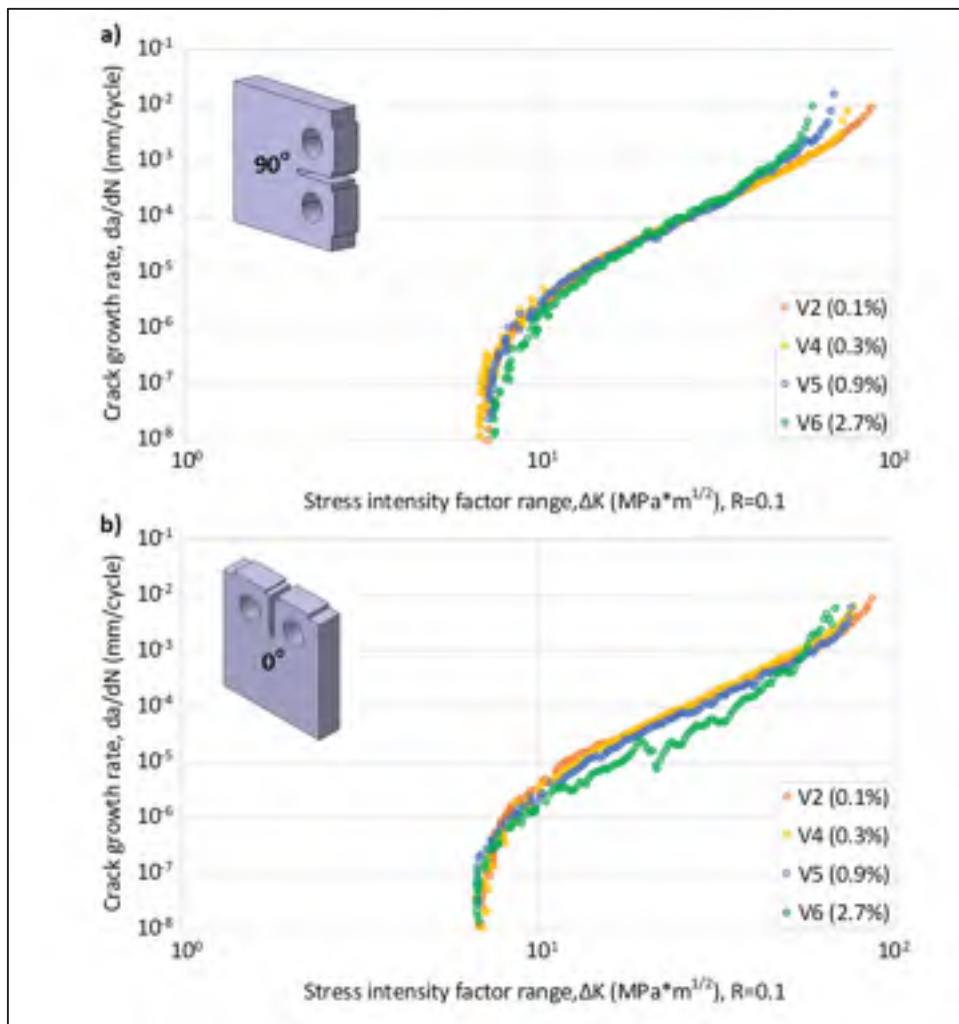 a)
Crack growth rate, da/dN (mm/cycle)
10⁻¹
10⁻²
10⁻³
10⁻⁴
10⁻⁵
10⁻⁶
10⁻⁷
10⁻⁸
90°
V2 (0.1%)
V4 (0.3%)
V5 (0.9%)
V6 (2.7%)
10⁰ 10¹ 10²
Stress intensity factor range,ΔK (MPa*m¹/²), R=0.1
b)
Crack growth rate, da/dN (mm/cycle)
10⁻¹
10⁻²
10⁻³
10⁻⁴
10⁻⁵
10⁻⁶
10⁻⁷
10⁻⁸
0°
V2 (0.1%)
V4 (0.3%)
V5 (0.9%)
V6 (2.7%)
10⁰ 10¹ 10²
Stress intensity factor range,ΔK (MPa*m¹/²), R=0.1